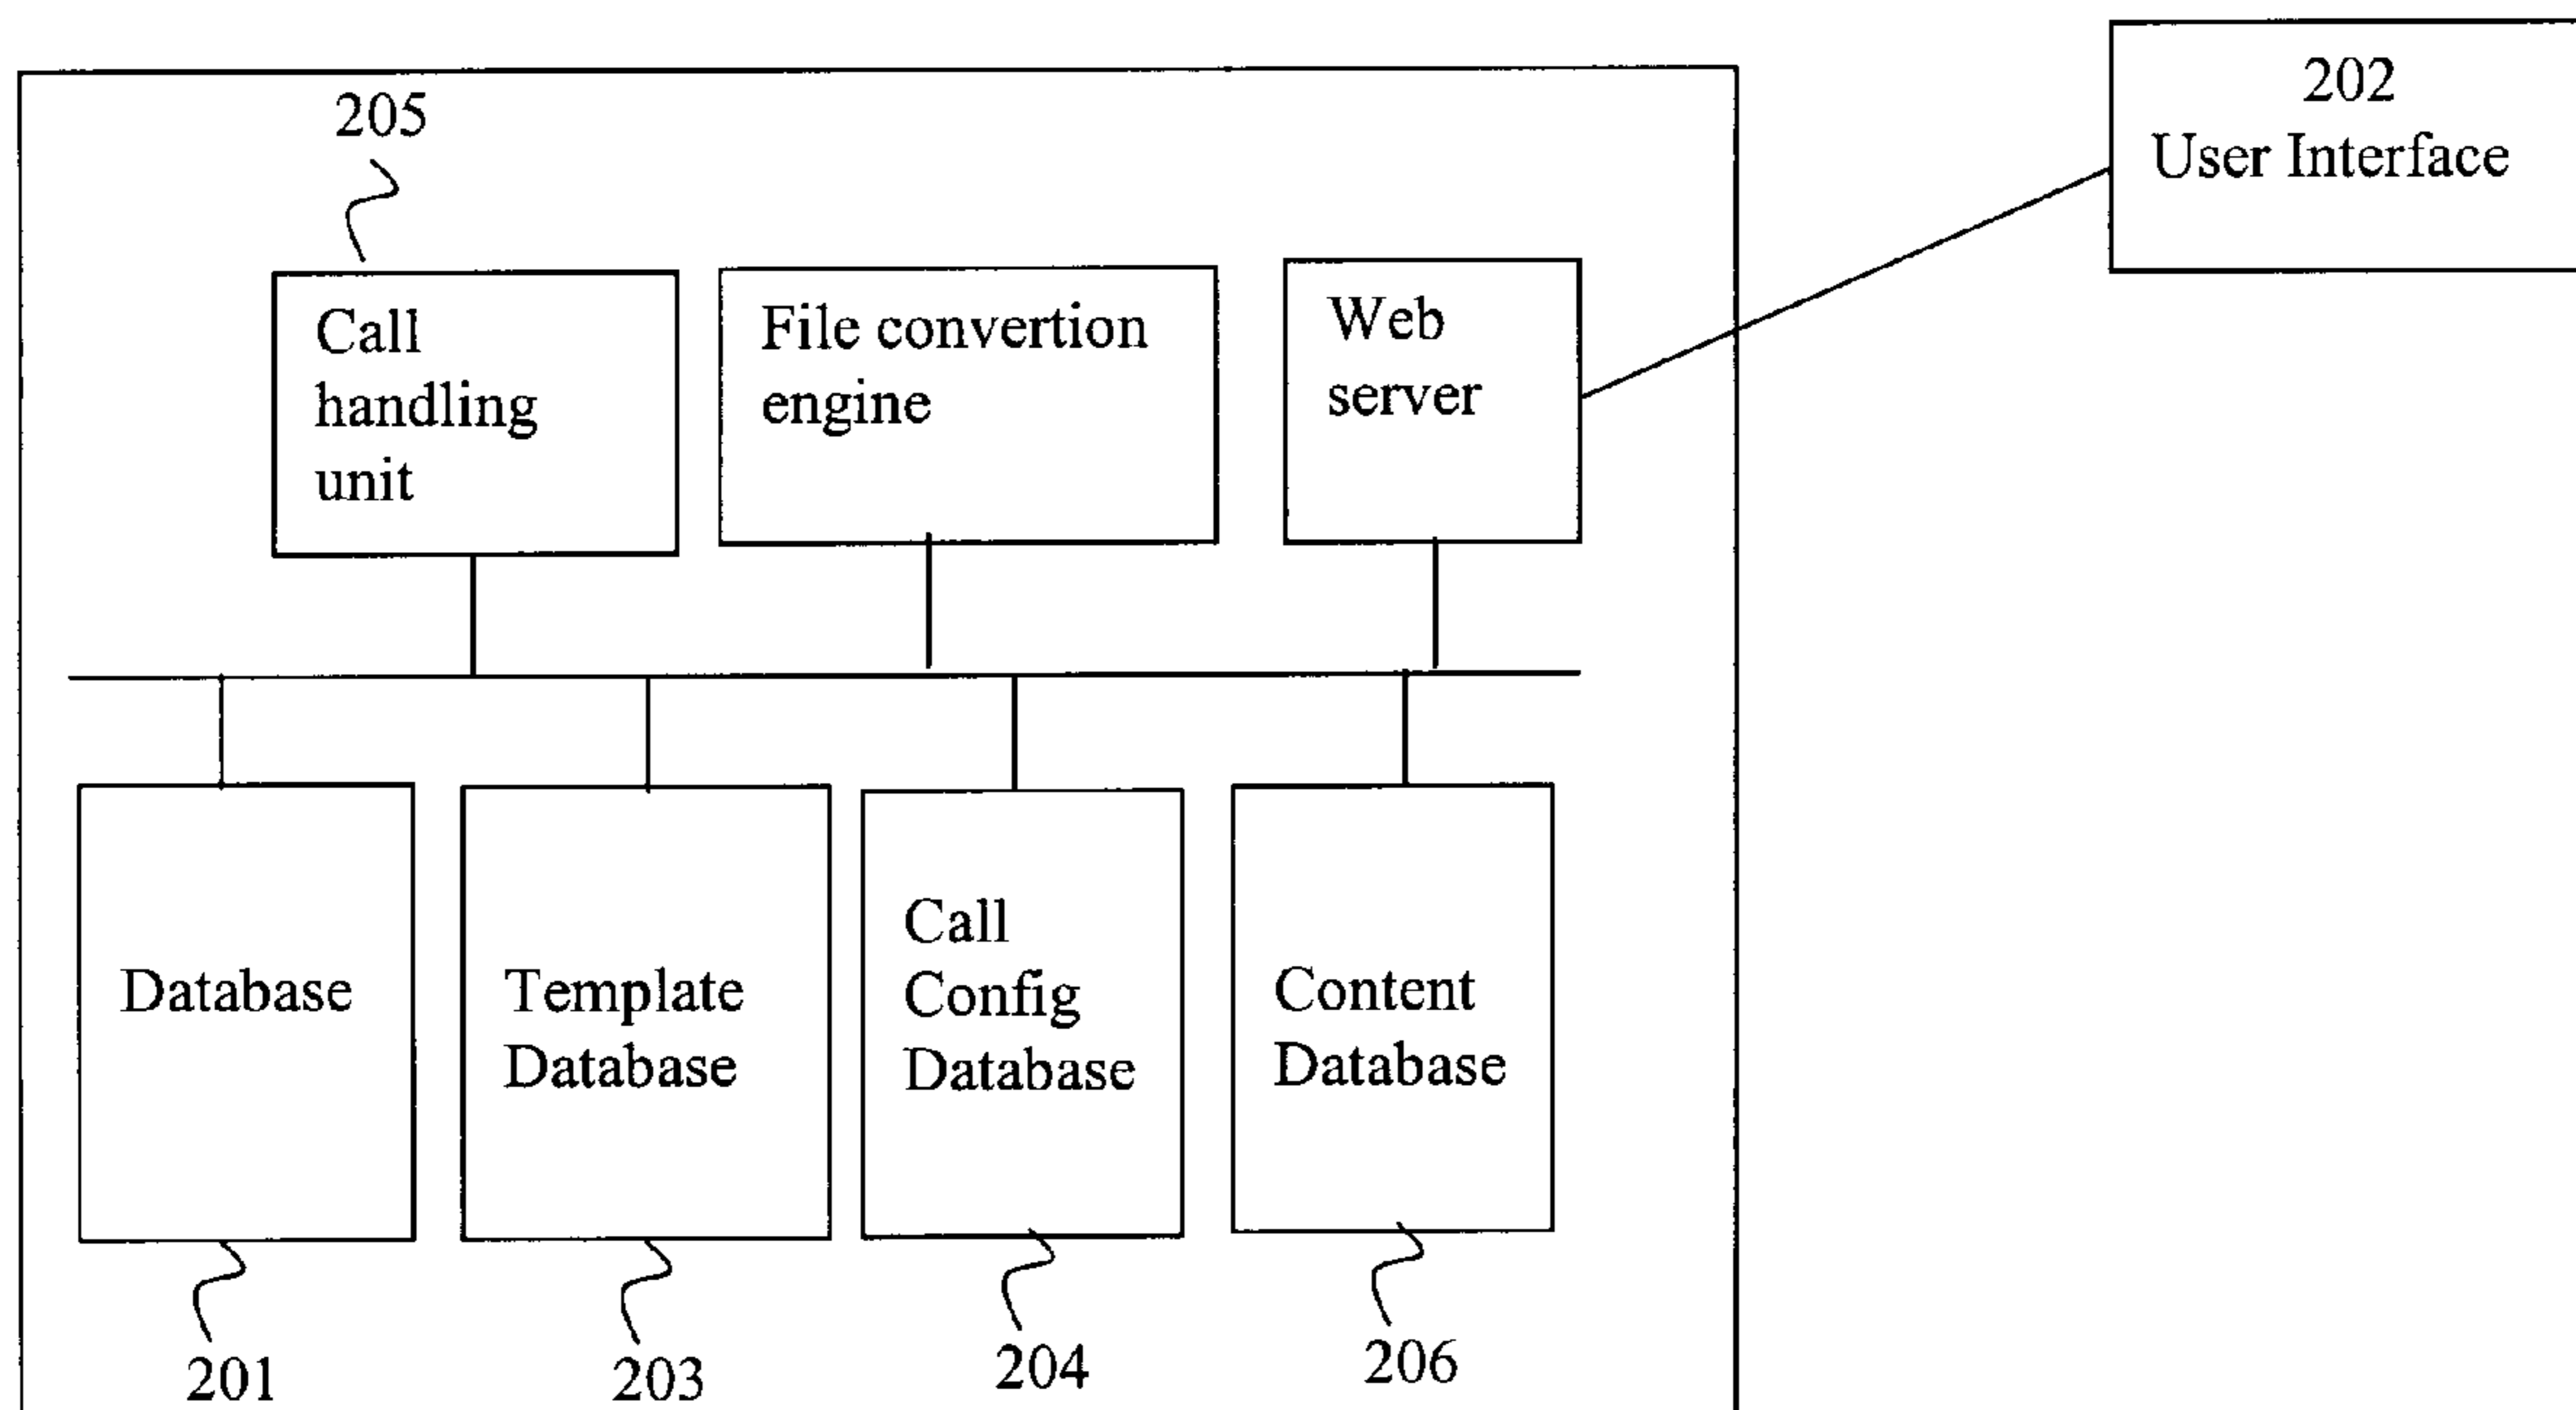 202
User Interface
205
Call
handling
unit
File convertion
engine
Web
server
Database
Template
Database
Call
Config
Database
Content
Database
201
203
204
206